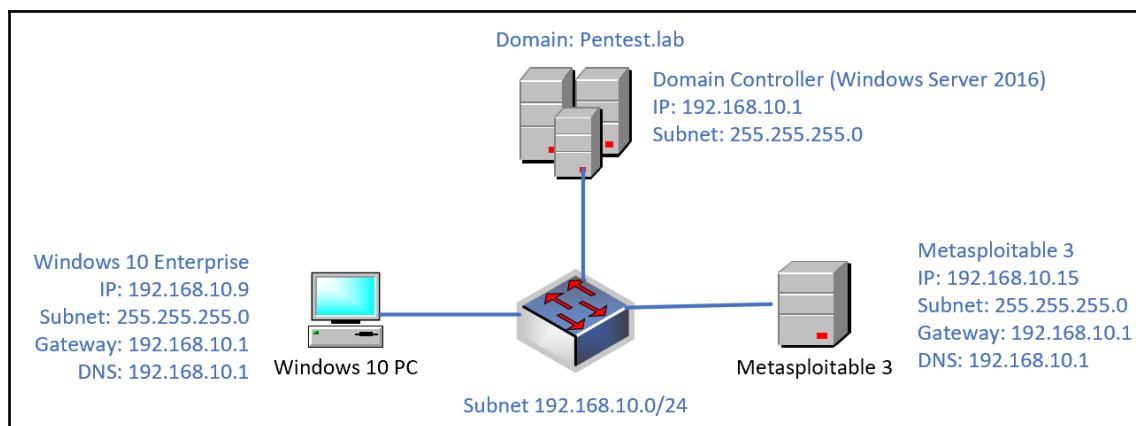 Domain: Pentest.lab
Domain Controller (Windows Server 2016)
IP: 192.168.10.1
Subnet: 255.255.255.0
Windows 10 Enterprise
IP: 192.168.10.9
Subnet: 255.255.255.0
Gateway: 192.168.10.1
DNS: 192.168.10.1
Windows 10 PC
Metasploitable 3
IP: 192.168.10.15
Subnet: 255.255.255.0
Gateway: 192.168.10.1
DNS: 192.168.10.1
Metasploitable 3
Subnet 192.168.10.0/24